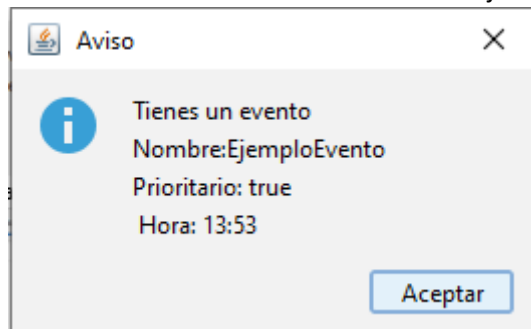 Aviso
Tienes un evento
Nombre:EjemploEvento
Prioritario: true
Hora: 13:53
Aceptar